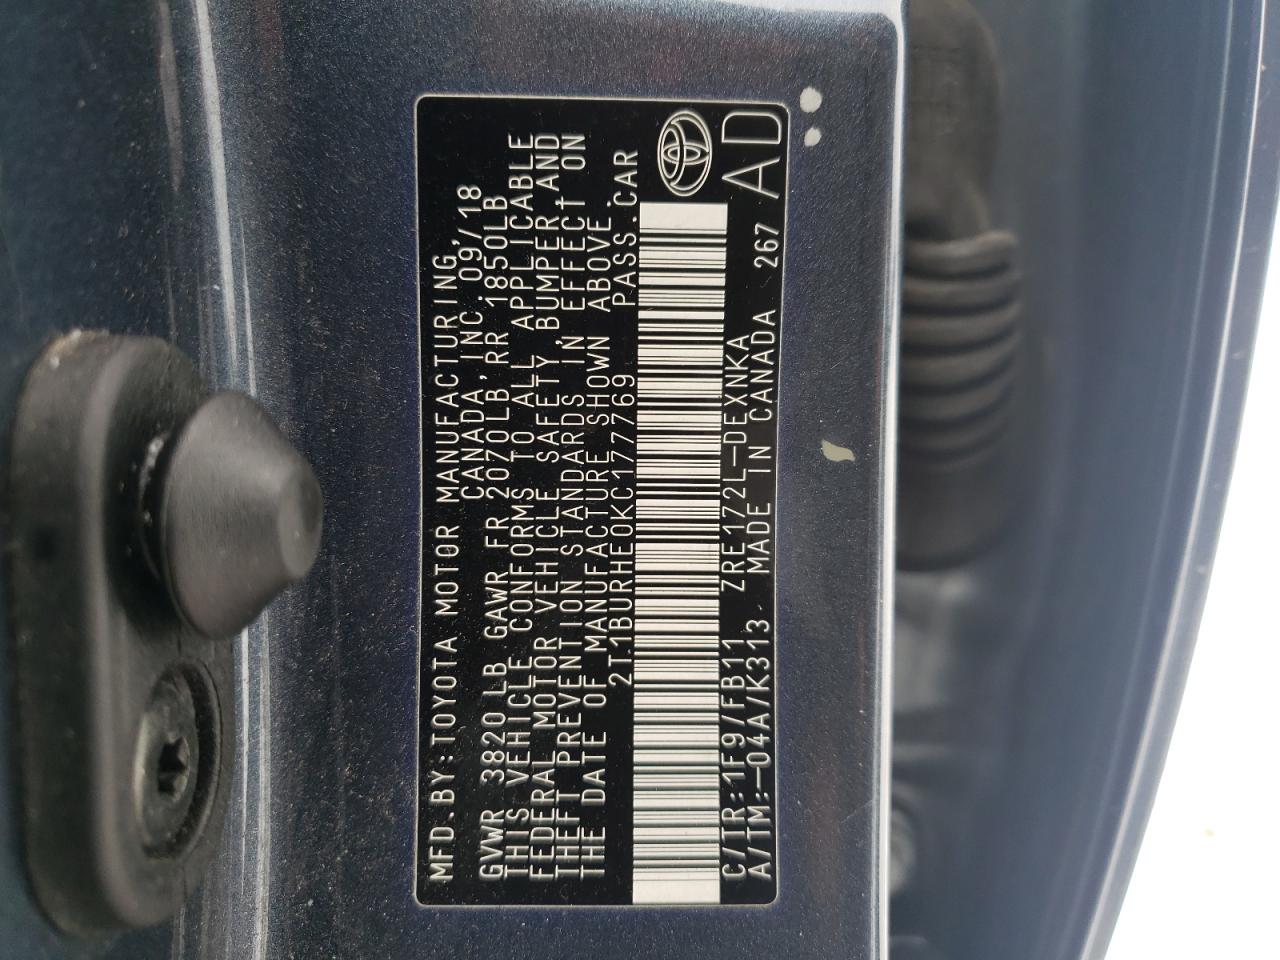 MFD.BY:TOYOTA MOTOR MANUFACTURING,
CANADA,INC. 09/18
GVWR 3820LB GAWR FR 2070LB,RR 1850LB
THIS VEHICLE CONFORMS TO ALL APPLICABLE
FEDERAL MOTOR VEHICLE SAFETY, BUMPER,AND
THEFT PREVENTION STANDARDS IN EFFECT ON
THE DATE OF MANUFACTURE SHOWN ABOVE.
2T1BURHE0KC177769 PASS.CAR
C/TR:1F9/FB11 ZRE172L-DEXNKA
A/TM:-04A/K313 MADE IN CANADA 267
AD